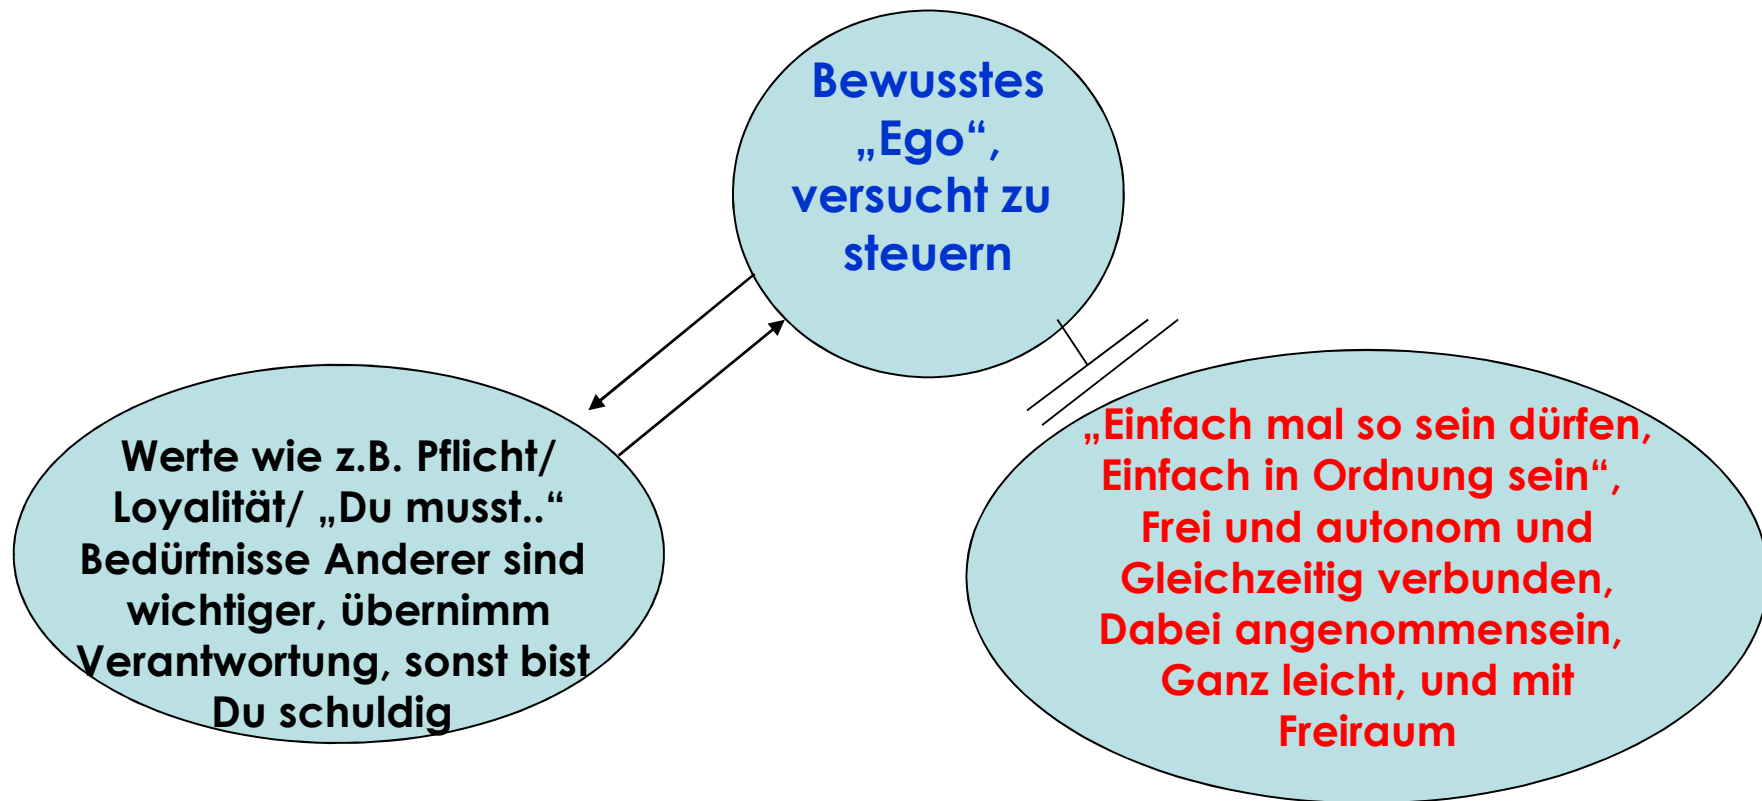 Bewusstes
„Ego“,
versucht zu
steuern
Werte wie z.B. Pflicht/
Loyalität/ „Du musst..“
Bedürfnisse Anderer sind
wichtiger, übernimm
Verantwortung, sonst bist
Du schuldig
„Einfach mal so sein dürfen,
Einfach in Ordnung sein“,
Frei und autonom und
Gleichzeitig verbunden,
Dabei angenommensein,
Ganz leicht, und mit
Freiraum